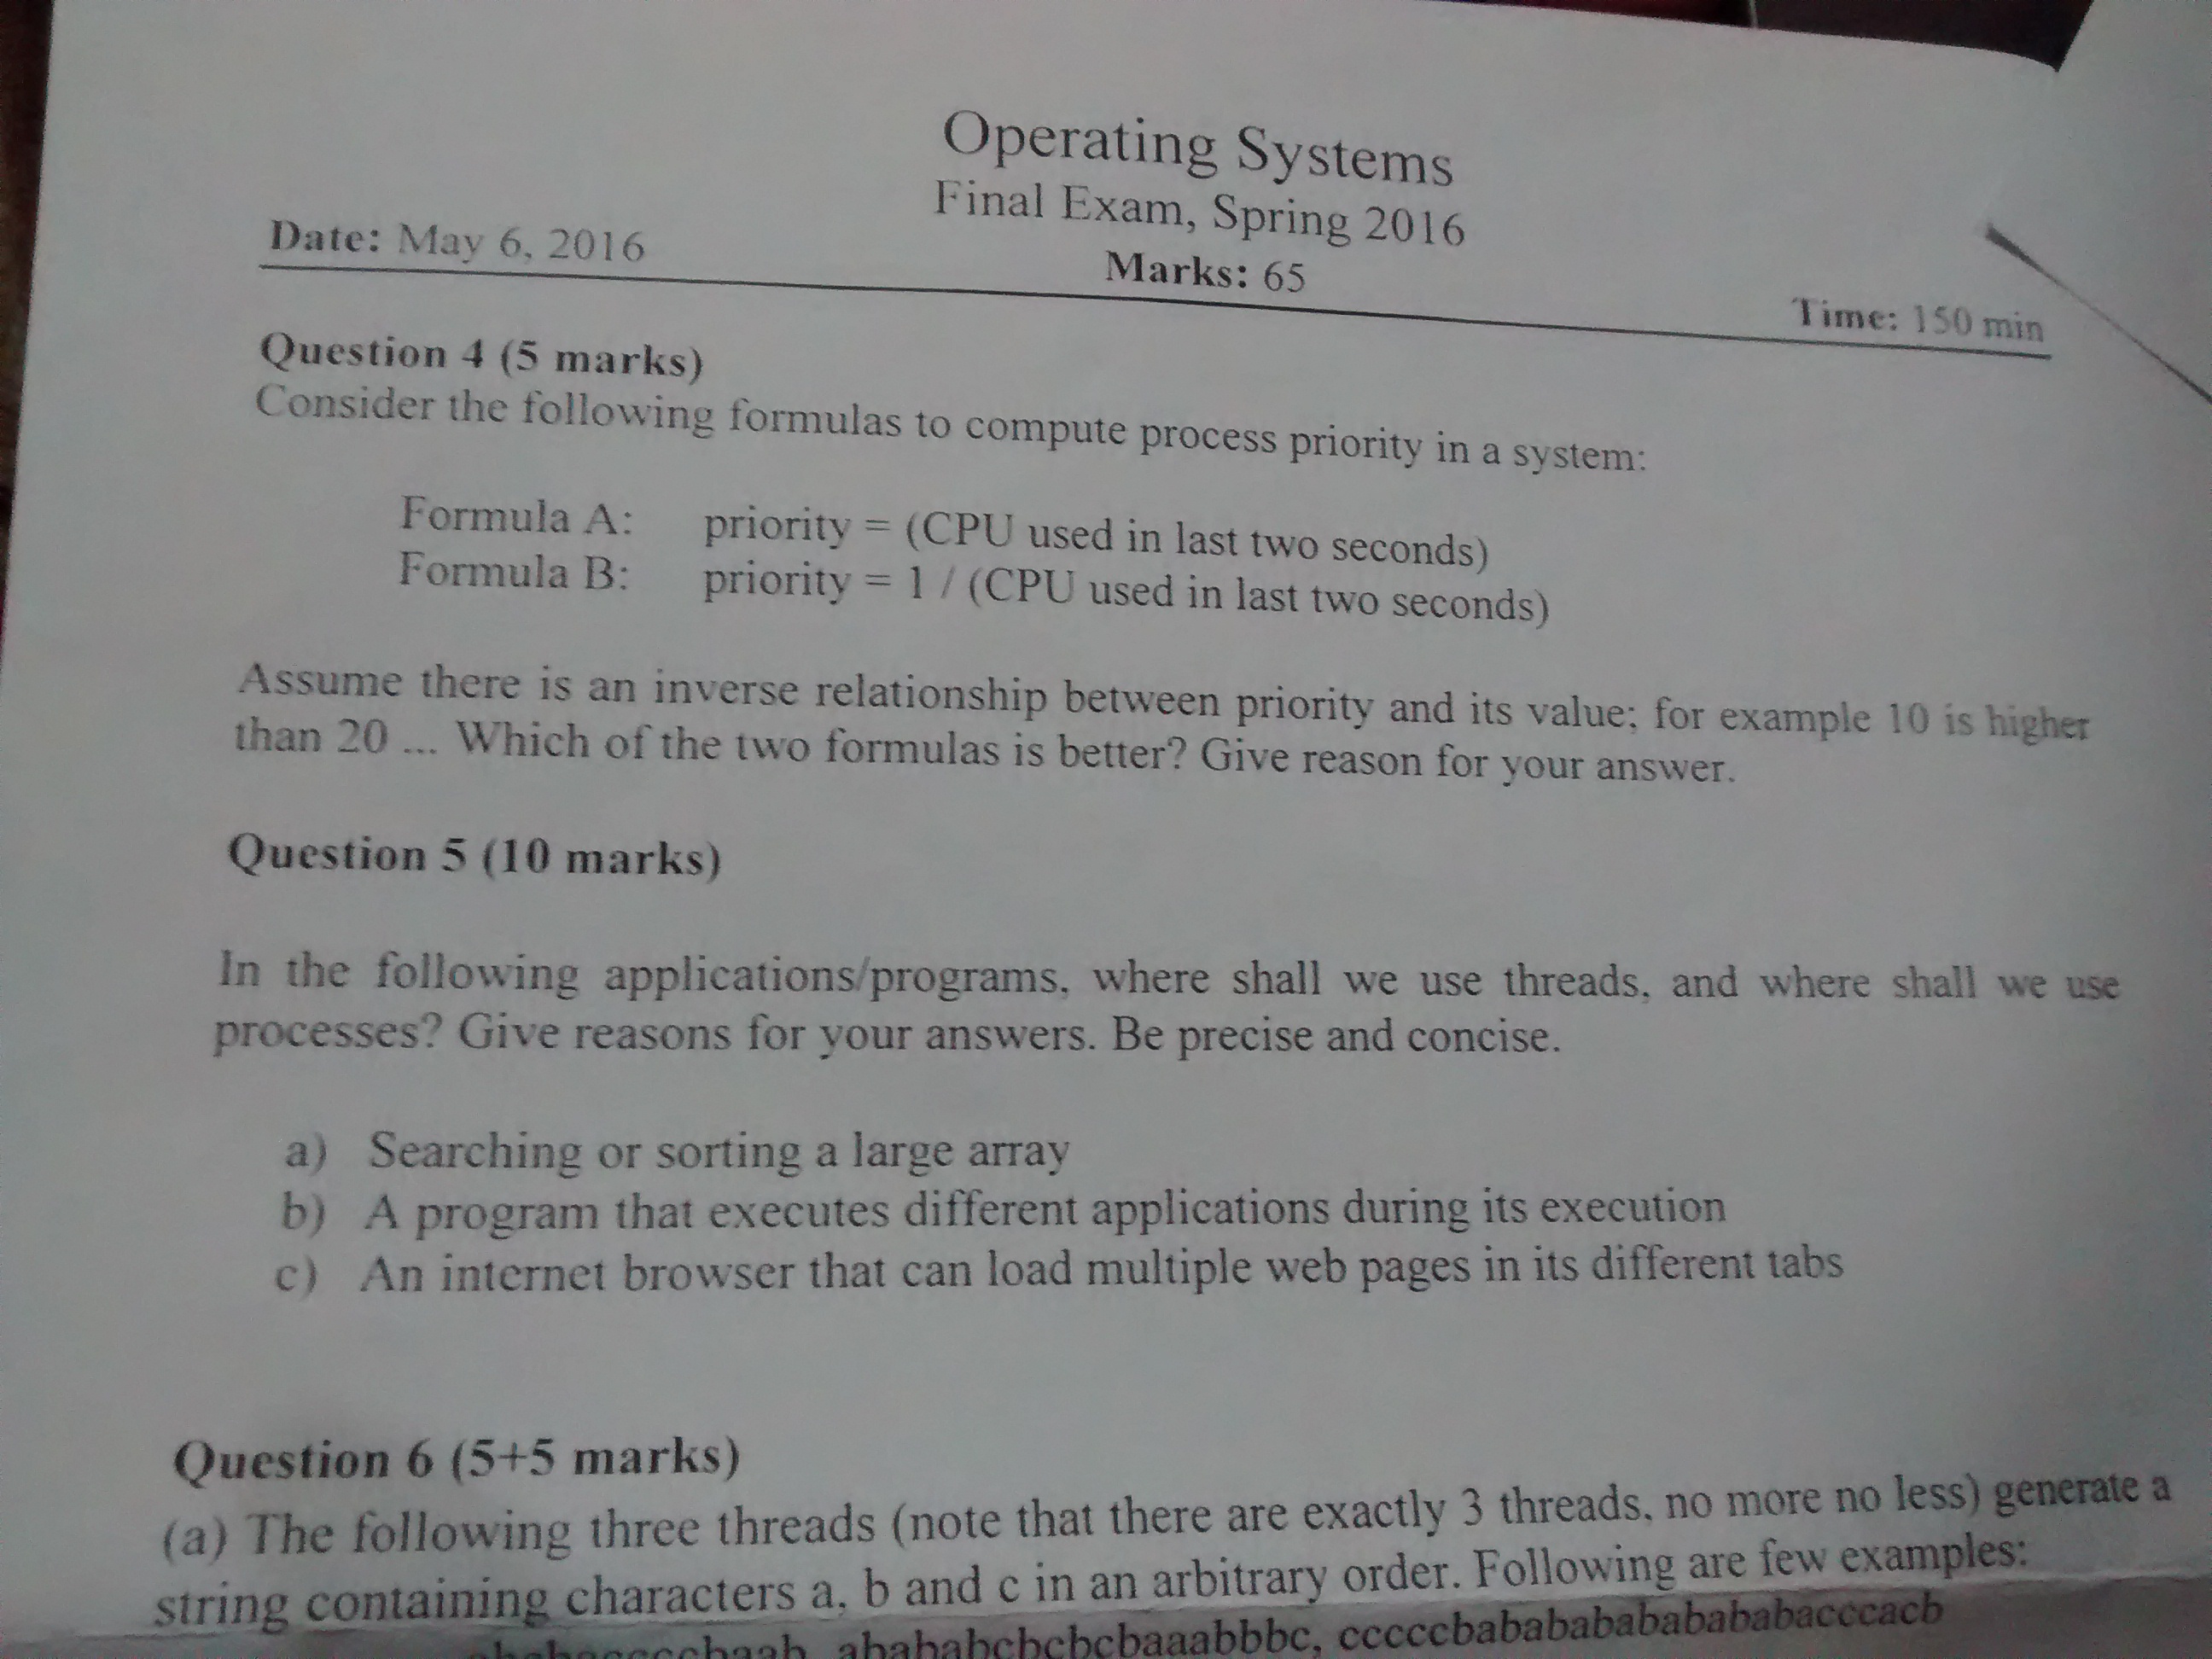 Operating Systems
Final Exam, Spring 2016
Date: May 6, 2016
Marks: 65
Time: 150 min
Question 4 (5 marks)
Consider the following formulas to compute process priority in a system:
Formula A: priority = (CPU used in last two seconds)
Formula B: priority = 1 / (CPU used in last two seconds)
Assume there is an inverse relationship between priority and its value; for example 10 is higher
than 20 ... Which of the two formulas is better? Give reason for your answer.
Question 5 (10 marks)
In the following applications/programs, where shall we use threads, and where shall we use
processes? Give reasons for your answers. Be precise and concise.
a) Searching or sorting a large array
b) A program that executes different applications during its execution
c) An internet browser that can load multiple web pages in its different tabs
Question 6 (5+5 marks)
(a) The following three threads (note that there are exactly 3 threads, no more no less) generate a
string containing characters a, b and c in an arbitrary order. Following are few examples: